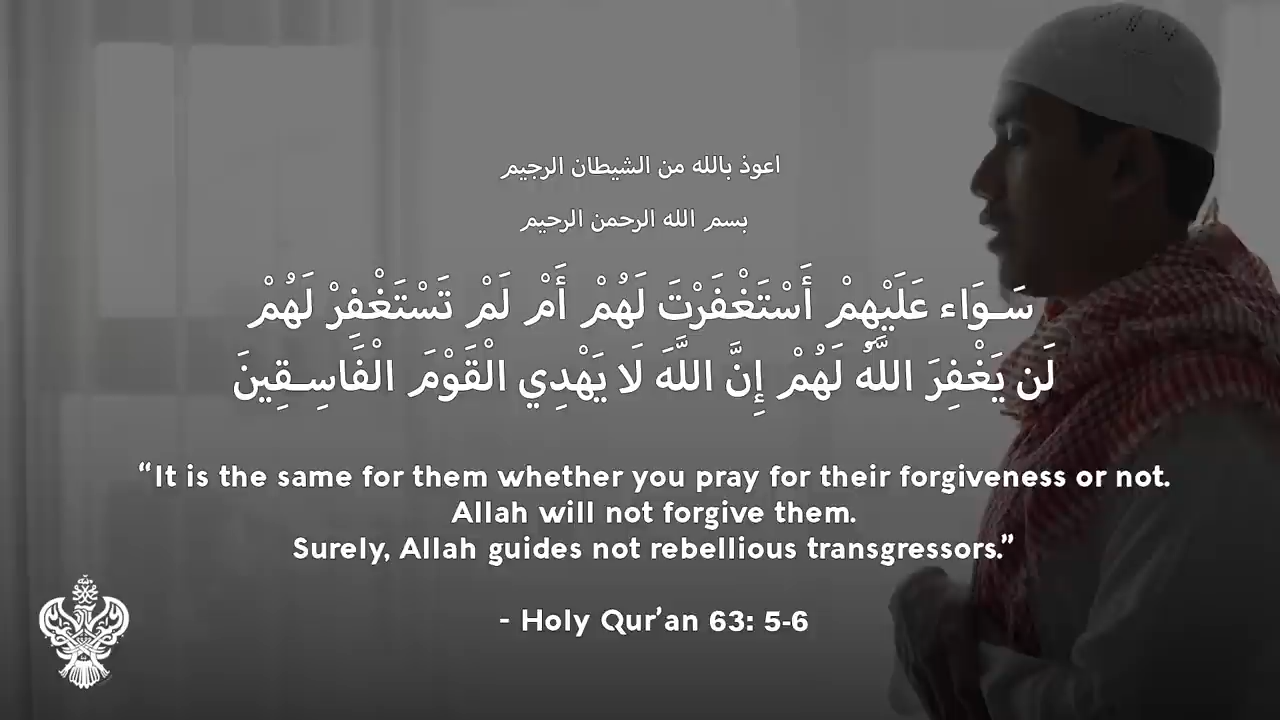 اعوذ بالله من الشيطان الرجيم
بسم الله الرحمن الرحيم
سَـوَاء عَلَيْهِمْ أَسْتَغْفَرْتَ لَهُمْ أَمْ لَمْ تَسْتَغْفِرْ لَهُمْ
لَن يَغْفِرَ اللَّهُ لَهُمْ إِنَّ اللَّهَ لَا يَهْدِي الْقَوْمَ الْفَاسِـقِينَ
“It is the same for them whether you pray for their forgiveness or not.
Allah will not forgive them.
Surely, Allah guides not rebellious transgressors.”
- Holy Qur’an 63: 5-6